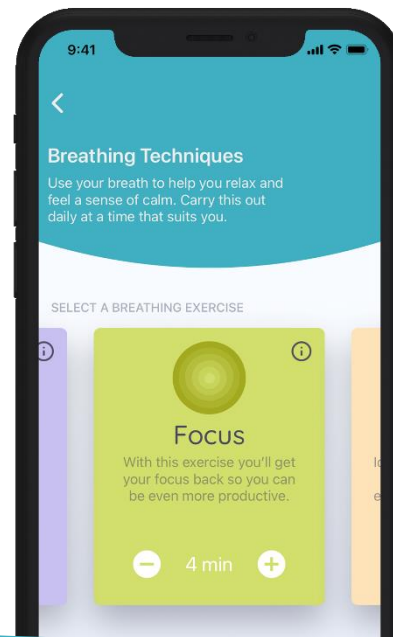 9:41
Breathing Techniques
Use your breath to help you relax and
feel a sense of calm. Carry this out
daily at a time that suits you.
SELECT A BREATHING EXERCISE
Focus
With this exercise you'll get
your focus back so you can
be even more productive.
4 min